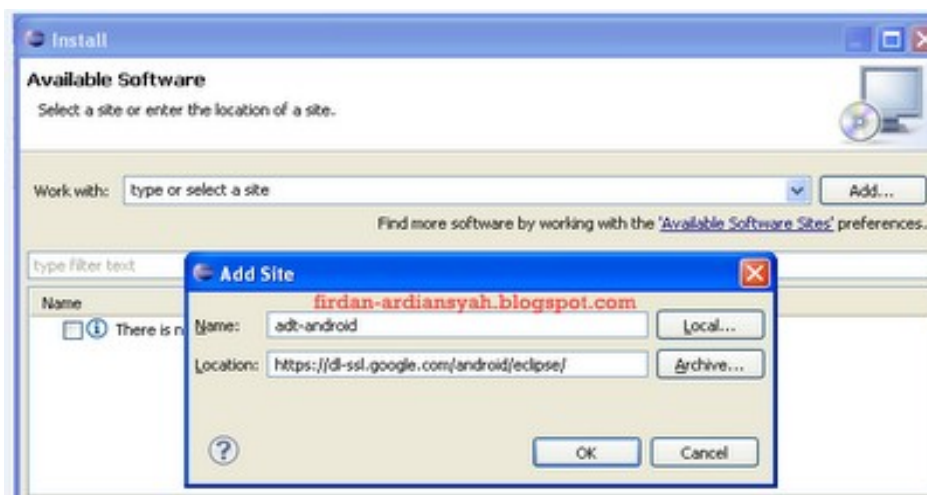 Install
Available Software
Select a site or enter the location of a site.
Work with: type or select a site Add...
Find more software by working with the 'Available Software Sites' preferences.
type filter text
Add Site
firdan-ardiansyah.blogspot.com
Name
There is n
Name: adt-android Local...
Location: https://dl-ssl.google.com/android/eclipse/ Archive...
? OK Cancel